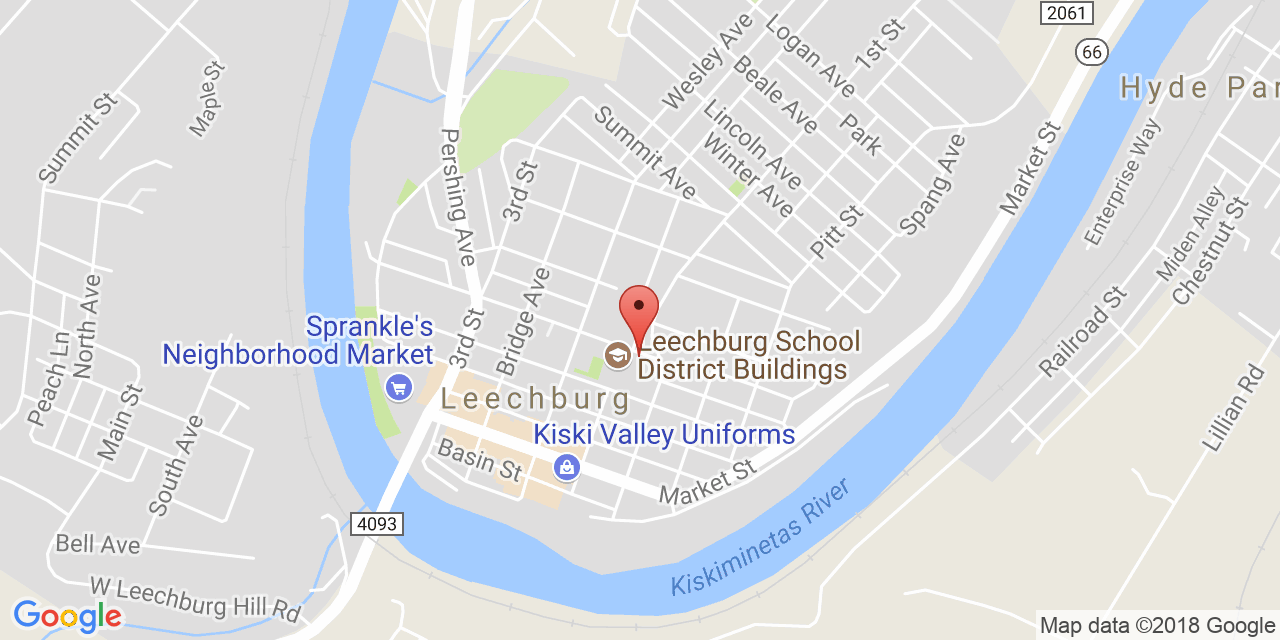 2061
66
Hyde Par
Wesley Ave
Logan Ave
1st St
Beale Ave
Park
Maple St
Summit St
Summit Ave
Lincoln Ave
Winter Ave
Pershing Ave
3rd St
Spang Ave
Market St
Enterprise Way
Pitt St
Miden Alley
Chestnut St
North Ave
Peach Ln
Bridge Ave
3rd St
Railroad St
Sprankle's
Neighborhood Market
Leechburg School
District Buildings
Leechburg
Lillian Rd
Main St
South Ave
Kiski Valley Uniforms
Basin St
Market St
4093
Kiskiminetas River
Bell Ave
W Leechburg Hill Rd
Google
Map data ©2018 Google